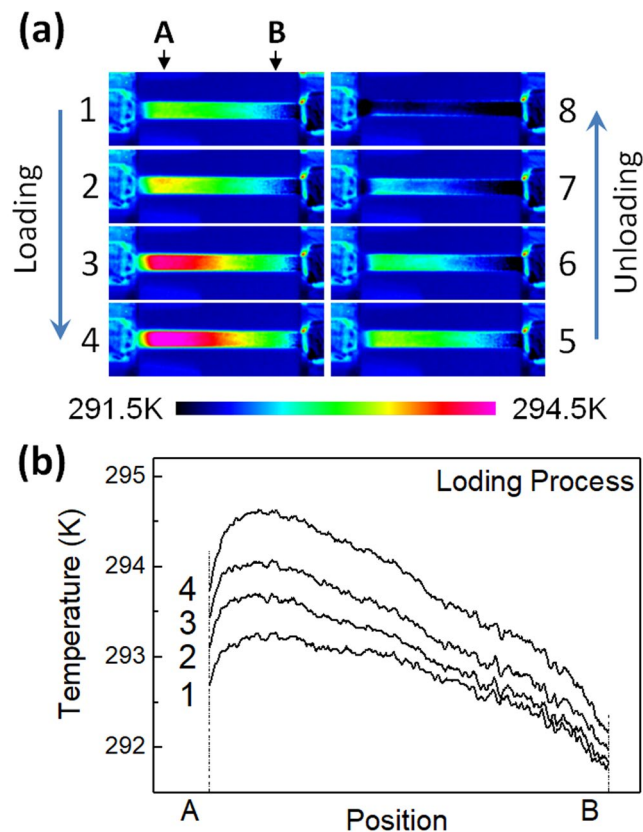 (a)
A B
1 8
2 7
3 6
4 5
Loading
Unloading
291.5K 294.5K
(b)
Loding Process
Temperature (K)
295
294
293
292
4
3
2
1
A Position B